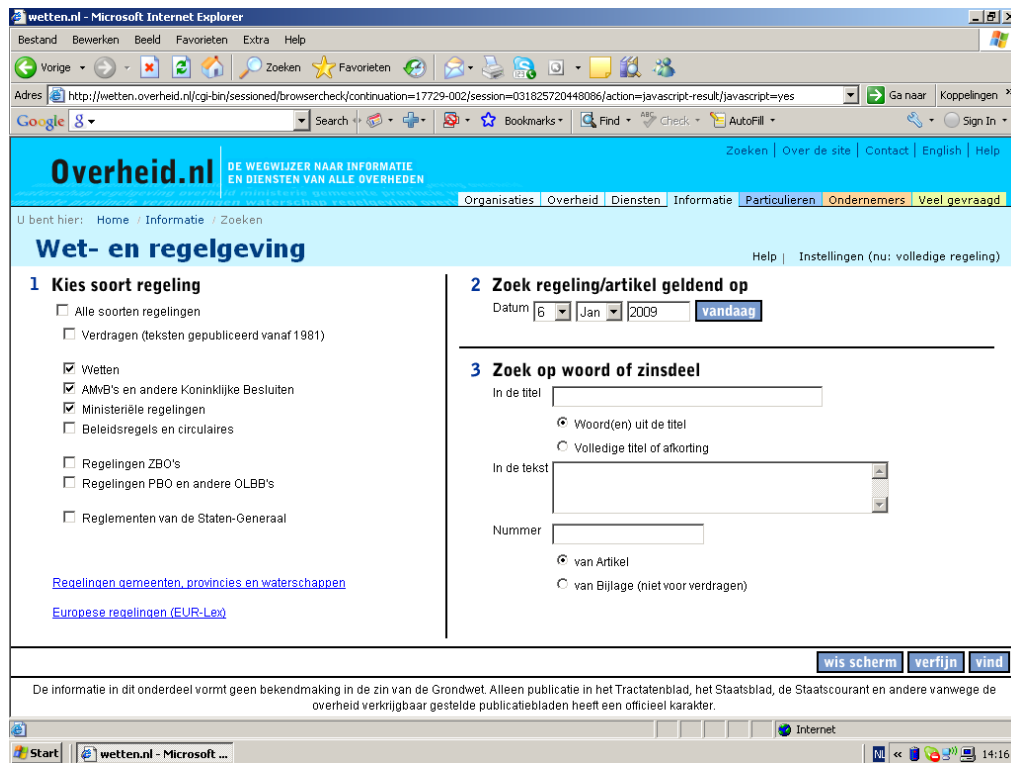 wetten.nl - Microsoft Internet Explorer
Bestand Bewerken Beeld Favorieten Extra Help
Vorige Zoeken Favorieten
Adres http://wetten.overheid.nl/cgi-bin/sessioned/browsercheck/continuation=17729-002/session=031825720448086/action=javascript-result/javascript=yes Ga naar Koppelingen »
Google Search Bookmarks Find Check AutoFill Sign In
Zoeken | Over de site | Contact | English | Help
Overheid.nl
DE WEGWIJZER NAAR INFORMATIE
EN DIENSTEN VAN ALLE OVERHEDEN
Organisaties Overheid Diensten Informatie Particulieren Ondernemers Veel gevraagd
U bent hier: Home / Informatie / Zoeken
Wet- en regelgeving
Help | Instellingen (nu: volledige regeling)
1 Kies soort regeling
Alle soorten regelingen
Verdragen (teksten gepubliceerd vanaf 1981)
Wetten
AMvB's en andere Koninklijke Besluiten
Ministeriële regelingen
Beleidsregels en circulaires
Regelingen ZBO's
Regelingen PBO en andere OLBB's
Reglementen van de Staten-Generaal
Regelingen gemeenten, provincies en waterschappen
Europese regelingen (EUR-Lex)
2 Zoek regeling/artikel geldend op
Datum 6 Jan 2009 vandaag
3 Zoek op woord of zinsdeel
In de titel
Woord(en) uit de titel
Volledige titel of afkorting
In de tekst
Nummer
van Artikel
van Bijlage (niet voor verdragen)
wis scherm verfijn vind
De informatie in dit onderdeel vormt geen bekendmaking in de zin van de Grondwet. Alleen publicatie in het Tractatenblad, het Staatsblad, de Staatscourant en andere vanwege de
overheid verkrijgbaar gestelde publicatiebladen heeft een officieel karakter.
Internet
Start wetten.nl - Microsoft ... NL « 14:16